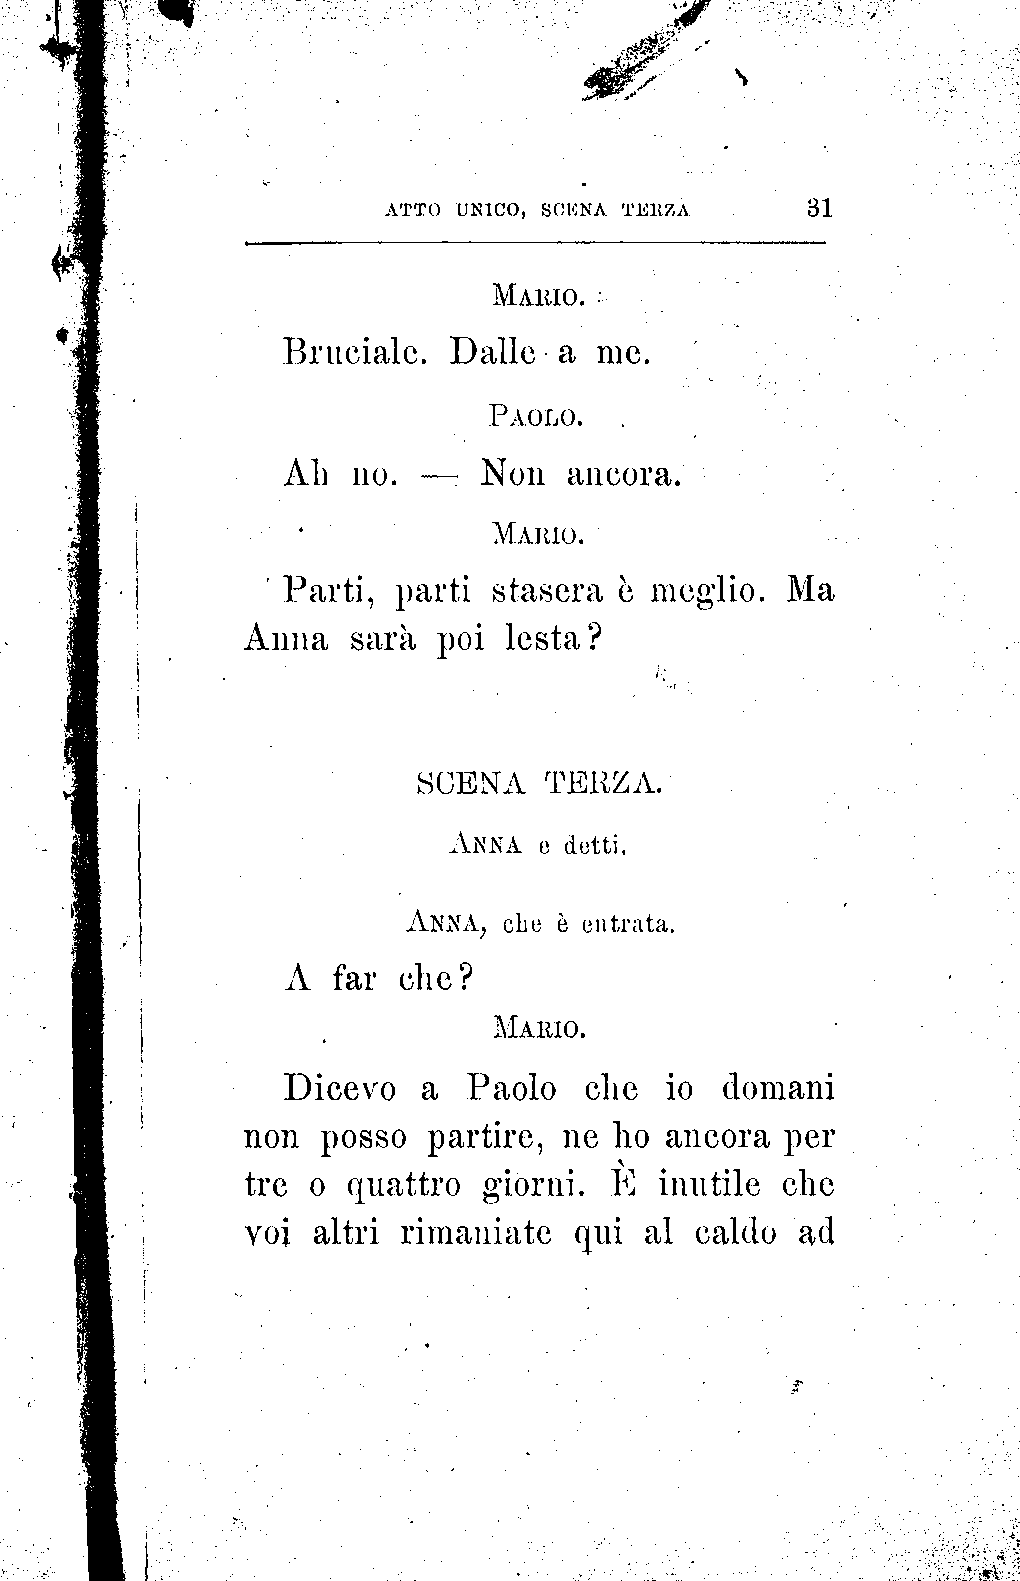 ATTO UNICO, SCENA TERZA 31
MARIO.
Bruciale. Dalle a me.
PAOLO.
Ah no. — Non ancora.
MARIO.
Parti, parti stasera è meglio. Ma
Anna sarà poi lesta?
SCENA TERZA.
ANNA e detti.
ANNA, che è entrata.
A far che?
MARIO.
Dicevo a Paolo che io domani
non posso partire, ne ho ancora per
tre o quattro giorni. È inutile che
voi altri rimaniate qui al caldo ad